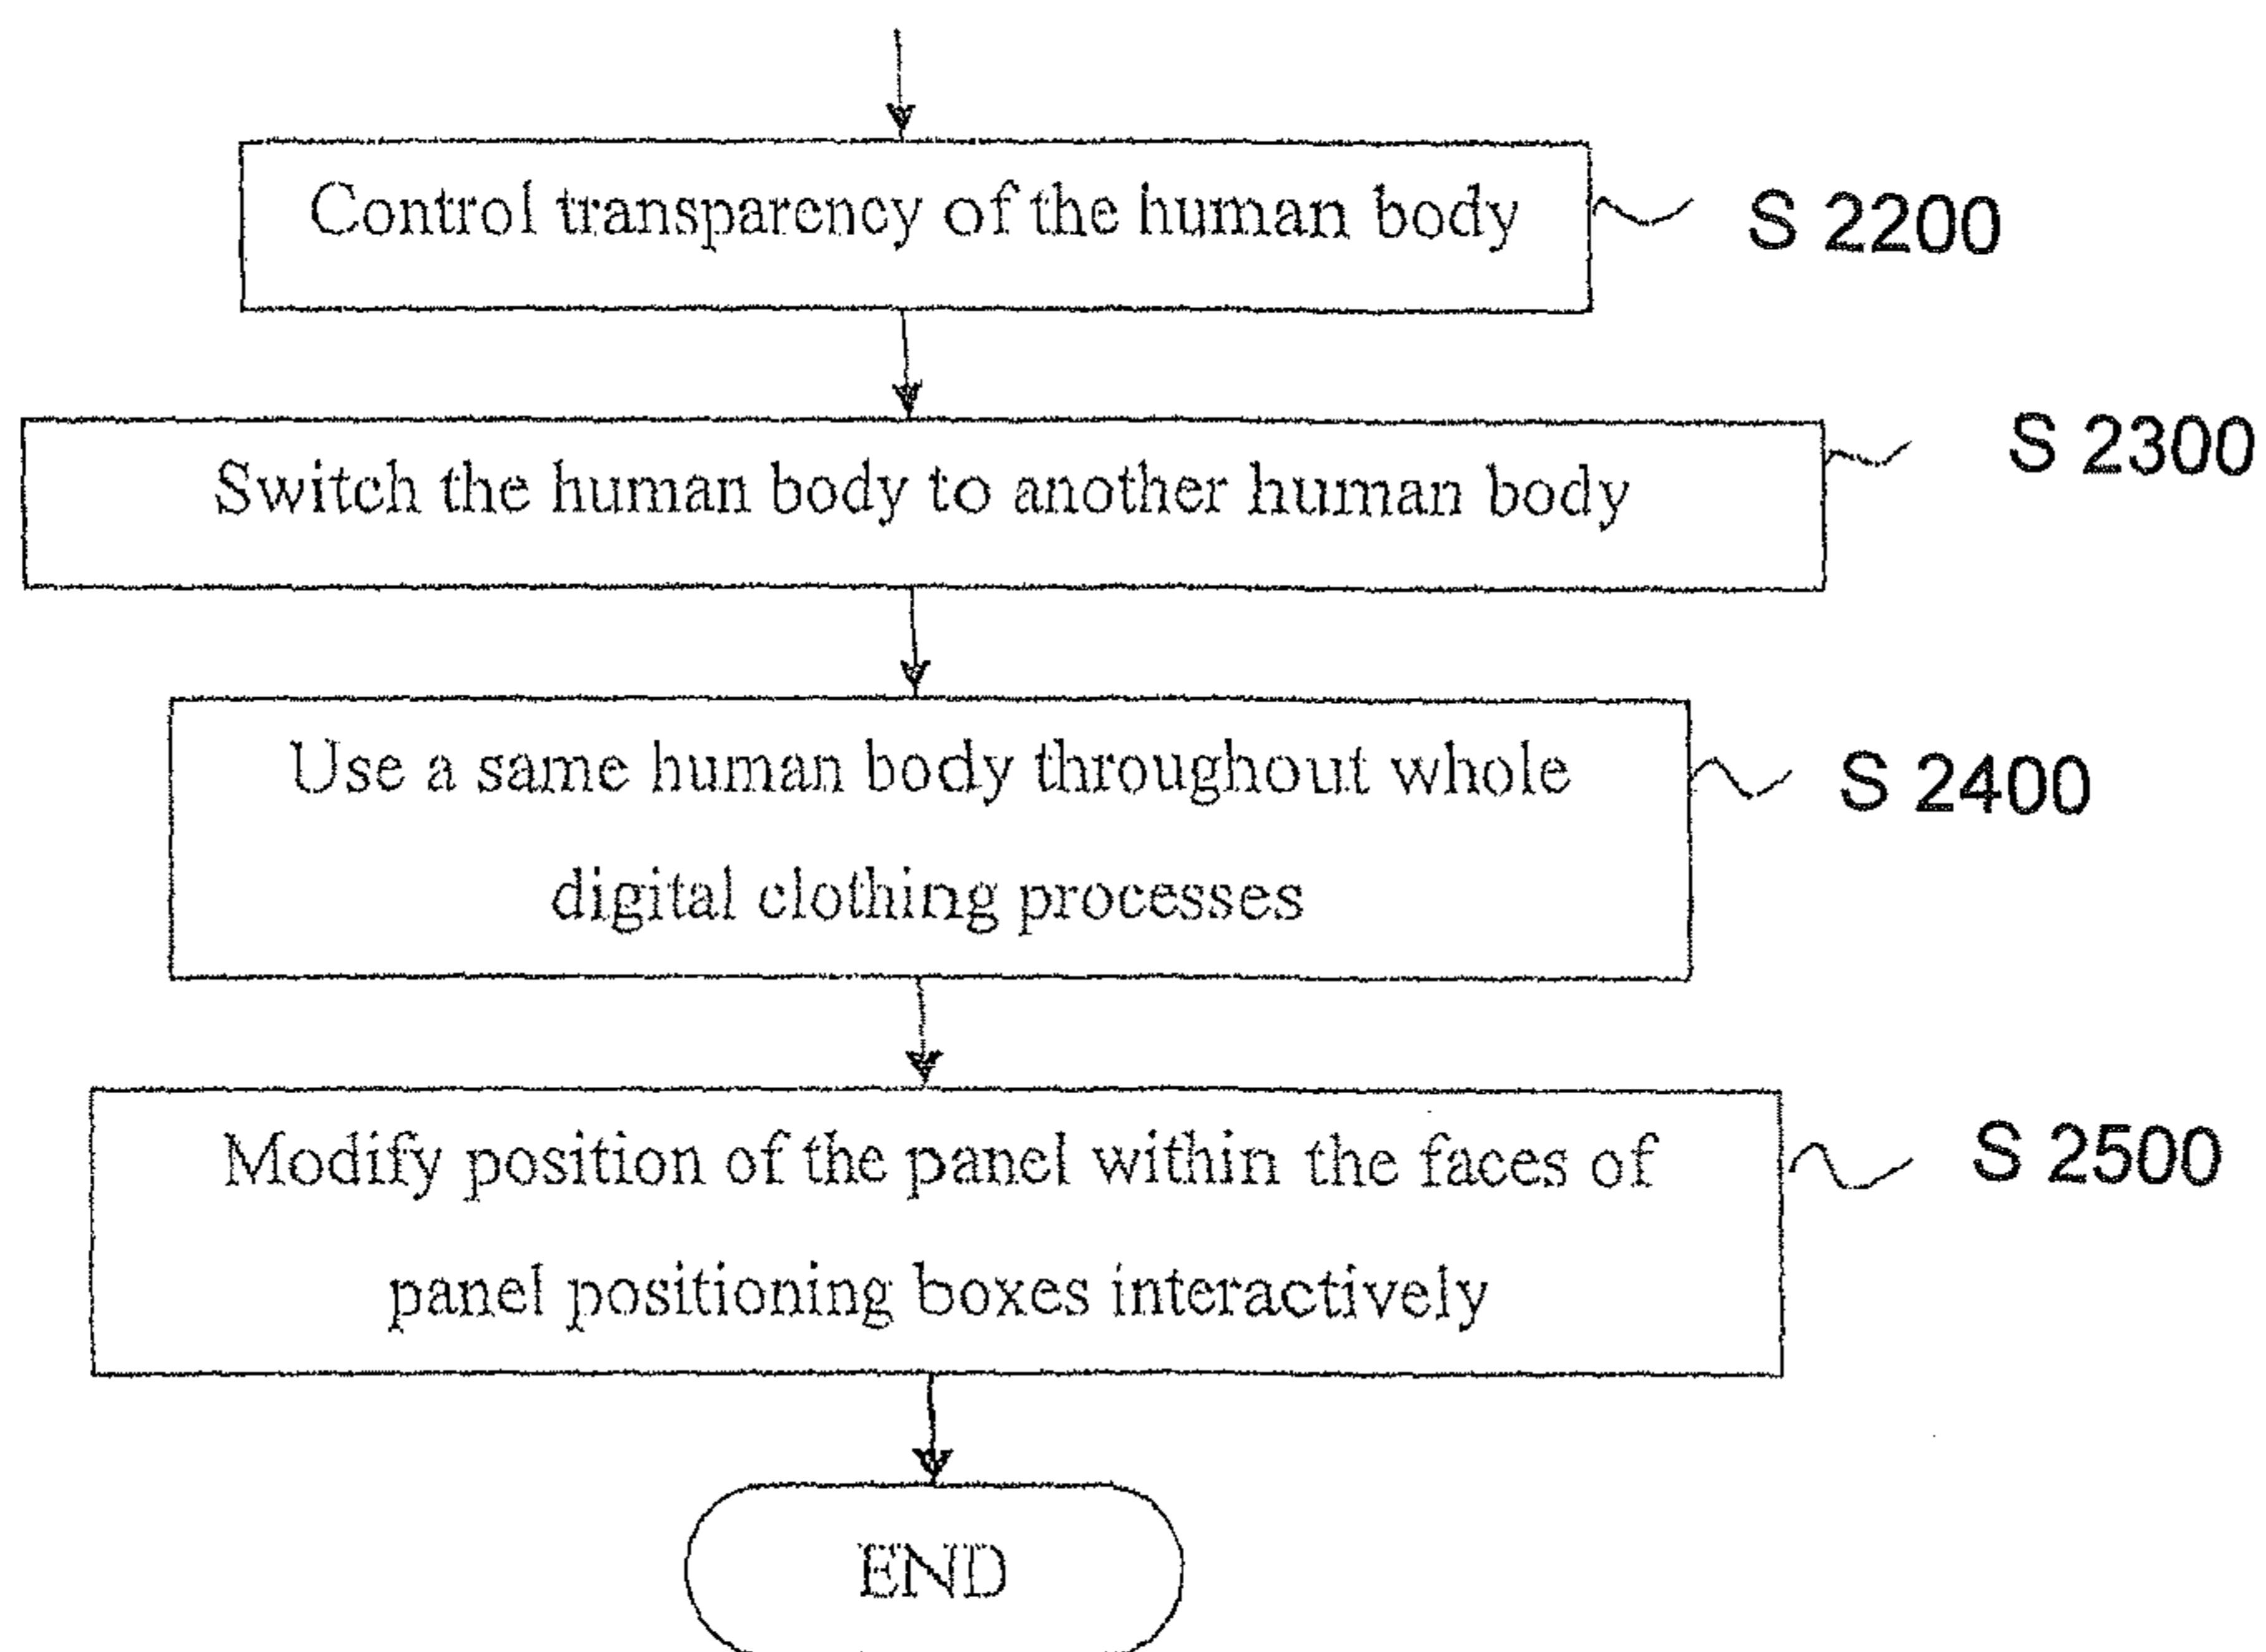 Control transparency of the human body
S 2200
Switch the human body to another human body
S 2300
Use a same human body throughout whole
digital clothing processes
S 2400
Modify position of the panel within the faces of
panel positioning boxes interactively
S 2500
END